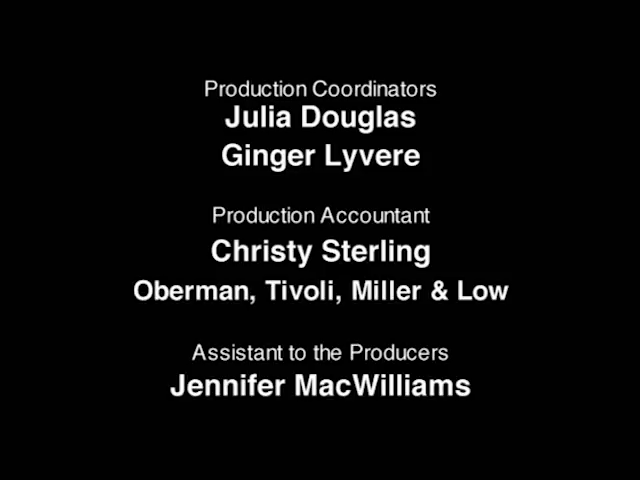 Production Coordinators
Julia Douglas
Ginger Lyvere
Production Accountant
Christy Sterling
Oberman, Tivoli, Miller & Low
Assistant to the Producers
Jennifer MacWilliams